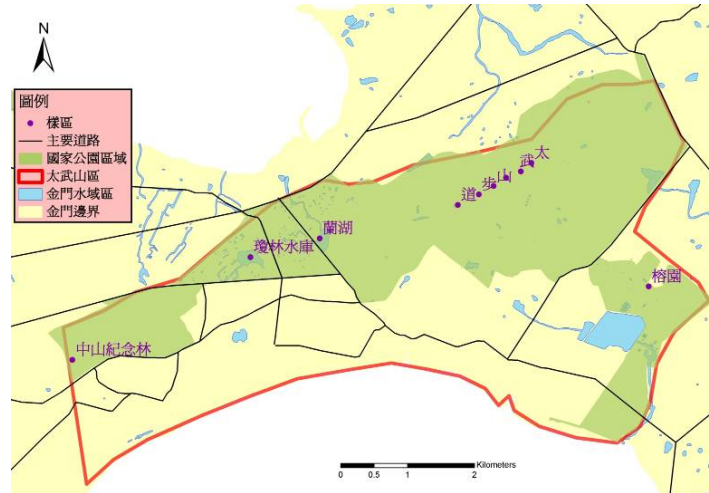 N
圖例
樣區
主要道路
國家公園區域
太武山區
金門水域區
金門邊界
太武山步道
蘭湖
瓊林水庫
榕園
中山紀念林
0 0.5 1 2 Kilometers